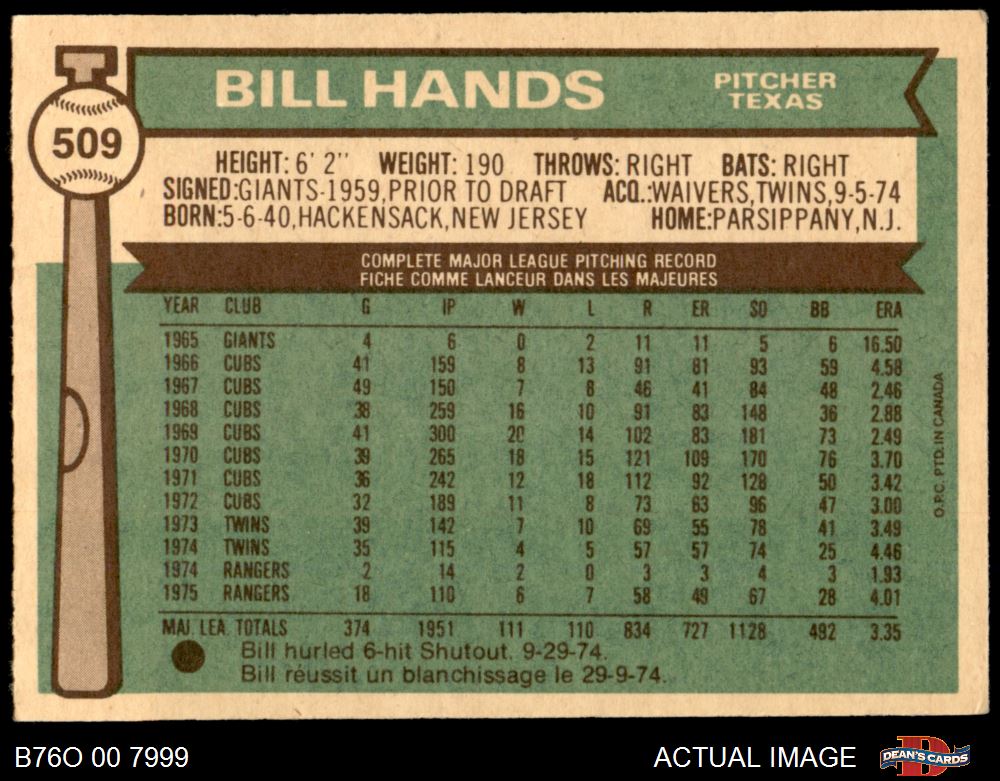 BILL HANDS
PITCHER
TEXAS
509
HEIGHT: 6' 2" WEIGHT: 190 THROWS: RIGHT BATS: RIGHT
SIGNED:GIANTS-1959,PRIOR TO DRAFT ACQ.:WAIVERS,TWINS,9-5-74
BORN:5-6-40,HACKENSACK,NEW JERSEY HOME:PARSIPPANY,N.J.
COMPLETE MAJOR LEAGUE PITCHING RECORD
FICHE COMME LANCEUR DANS LES MAJEURES
YEAR CLUB G IP W L R ER SO BB ERA
1965 GIANTS 4 6 0 2 11 11 5 6 16.50
1966 CUBS 41 159 8 13 91 81 93 59 4.58
1967 CUBS 49 150 7 8 46 41 84 48 2.46
1968 CUBS 38 259 16 10 91 83 148 36 2.88
1969 CUBS 41 300 20 14 102 83 181 73 2.49
1970 CUBS 39 265 18 15 121 109 170 76 3.70
1971 CUBS 36 242 12 18 112 92 128 50 3.42
1972 CUBS 32 189 11 8 73 63 96 47 3.00
1973 TWINS 39 142 7 10 69 55 78 41 3.49
1974 TWINS 35 115 4 5 57 57 74 25 4.46
1974 RANGERS 2 14 2 0 3 3 4 3 1.93
1975 RANGERS 18 110 6 7 58 49 67 28 4.01
MAJ. LEA. TOTALS 374 1951 111 110 834 727 1128 492 3.35
Bill hurled 6-hit Shutout. 9-29-74.
Bill réussit un blanchissage le 29-9-74.
O.P.C. PTD. IN CANADA
B76O 00 7999
ACTUAL IMAGE
DEAN'S CARDS